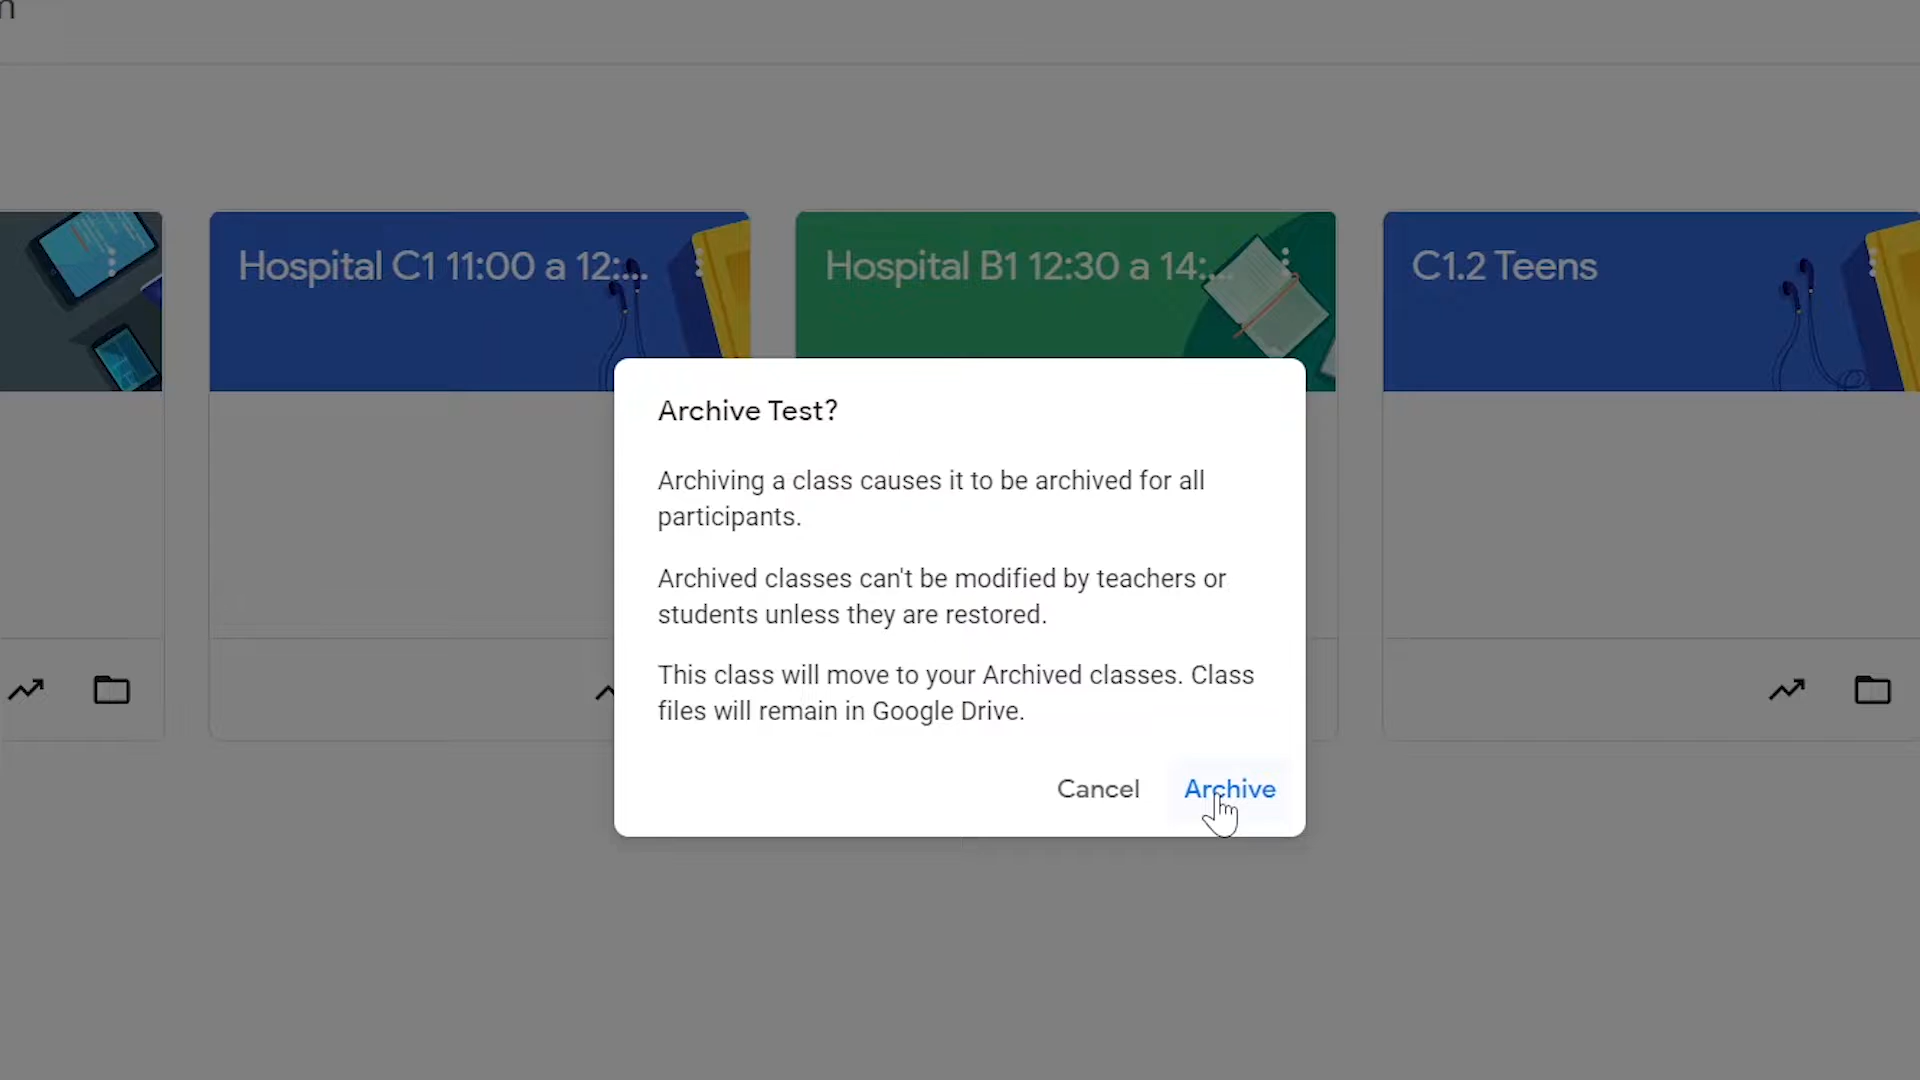 Hospital C1 11:00 a 12:...
Hospital B1 12:30 a 14:...
C1.2 Teens
Archive Test?
Archiving a class causes it to be archived for all
participants.
Archived classes can't be modified by teachers or
students unless they are restored.
This class will move to your Archived classes. Class
files will remain in Google Drive.
Cancel
Archive